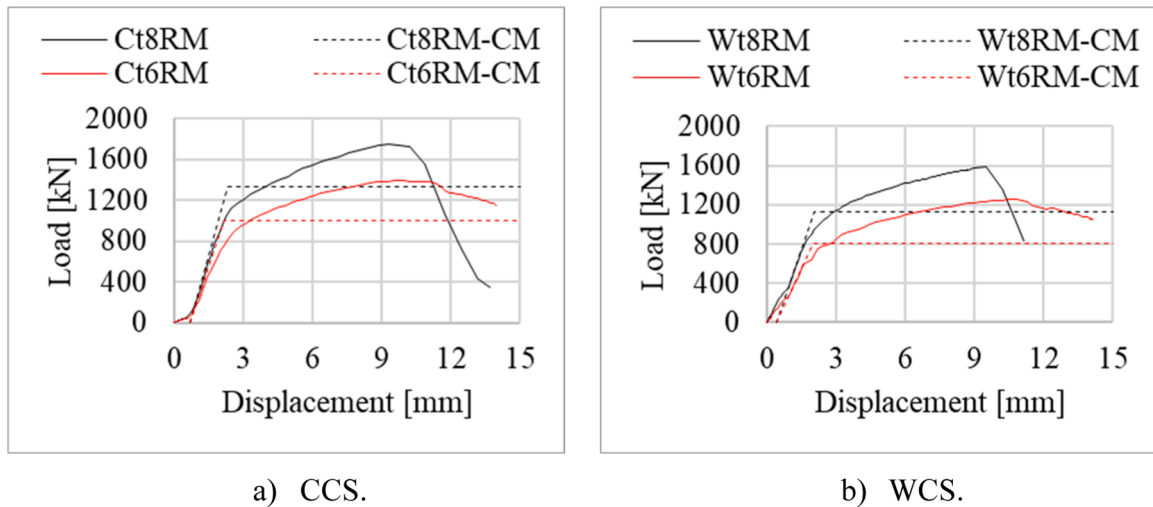 Ct8RM
Ct8RM-CM
Ct6RM
Ct6RM-CM
2000
1600
1200
800
400
0
Load [kN]
0 3 6 9 12 15
Displacement [mm]
a) CCS.
Wt8RM
Wt8RM-CM
Wt6RM
Wt6RM-CM
2000
1600
1200
800
400
0
Load [kN]
0 3 6 9 12 15
Displacement [mm]
b) WCS.